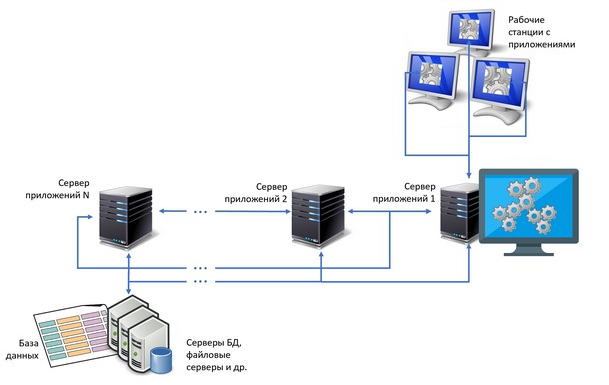 Рабочие
станции с
приложениями
Сервер
приложений N
...
Сервер
приложений 2
Сервер
приложений 1
...
База
данных
Серверы БД,
файловые
серверы и др.